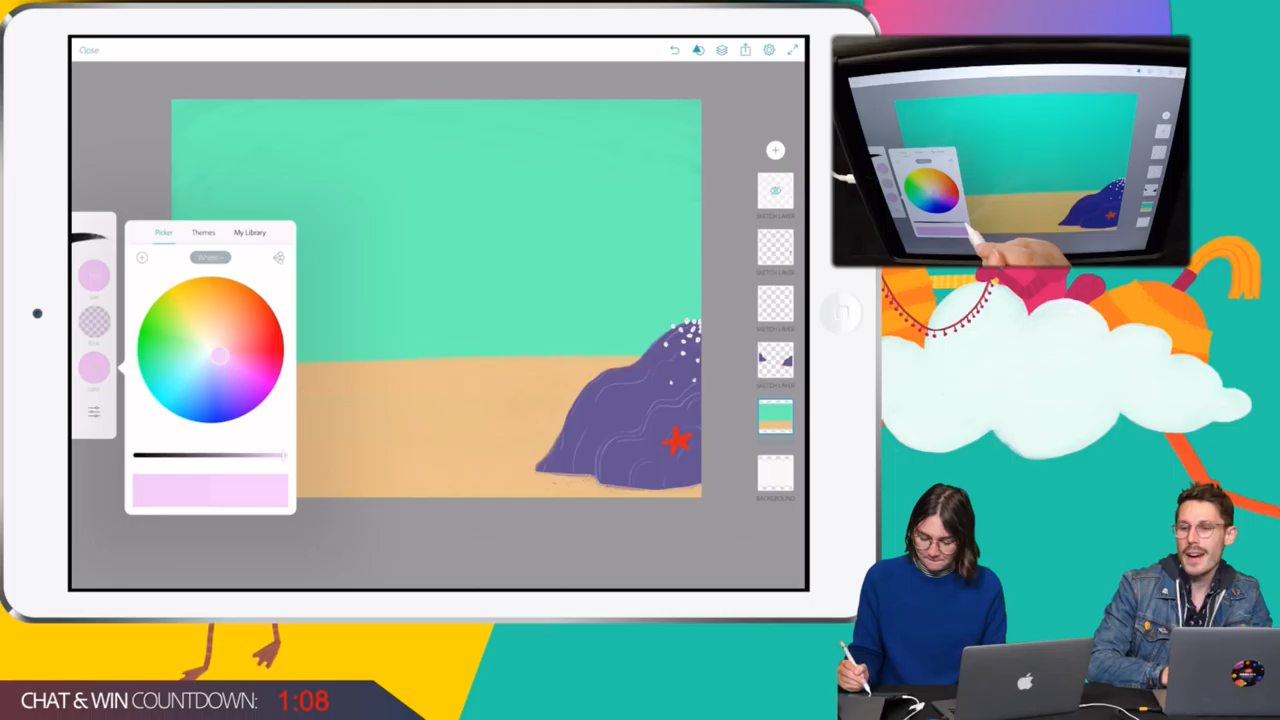 Close
Picker Themes My Library
SKETCH LAYER
SKETCH LAYER
SKETCH LAYER
SKETCH LAYER
BACKGROUND
CHAT & WIN COUNTDOWN: 1:08